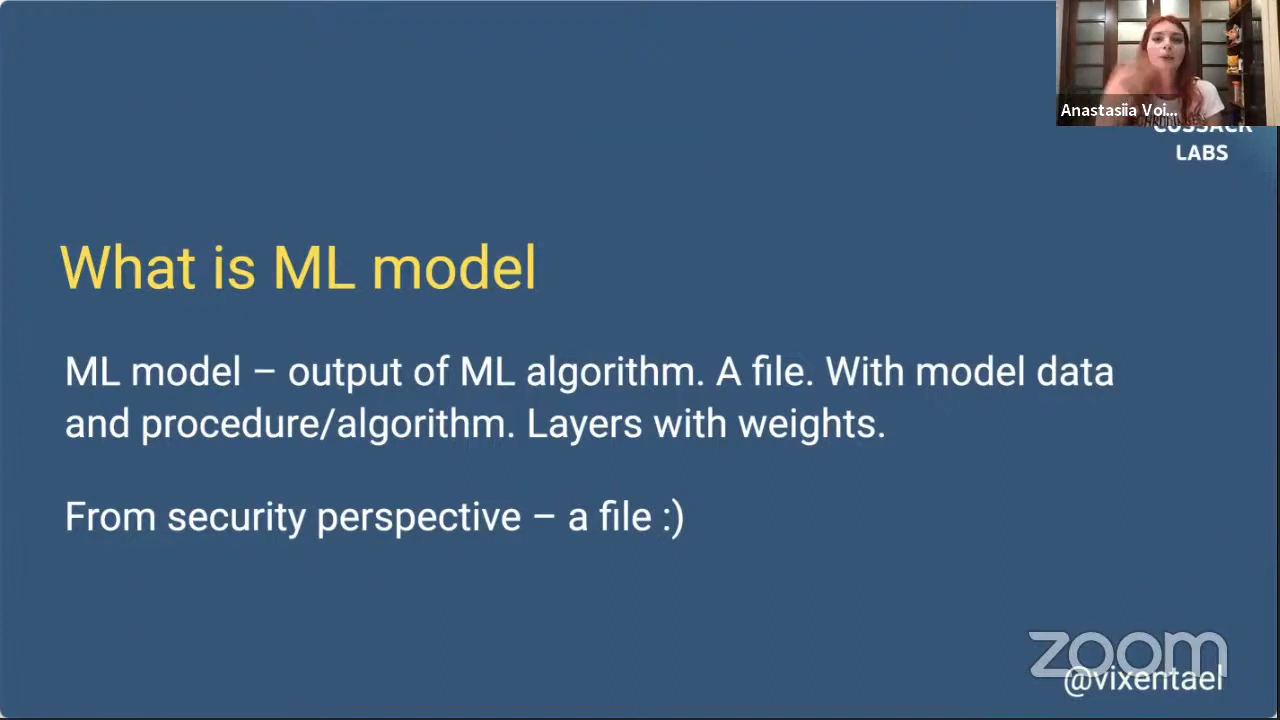 Anastasiia Voi...
COSSACK
LABS
What is ML model
ML model – output of ML algorithm. A file. With model data
and procedure/algorithm. Layers with weights.
From security perspective – a file :)
zoom
@vixentael